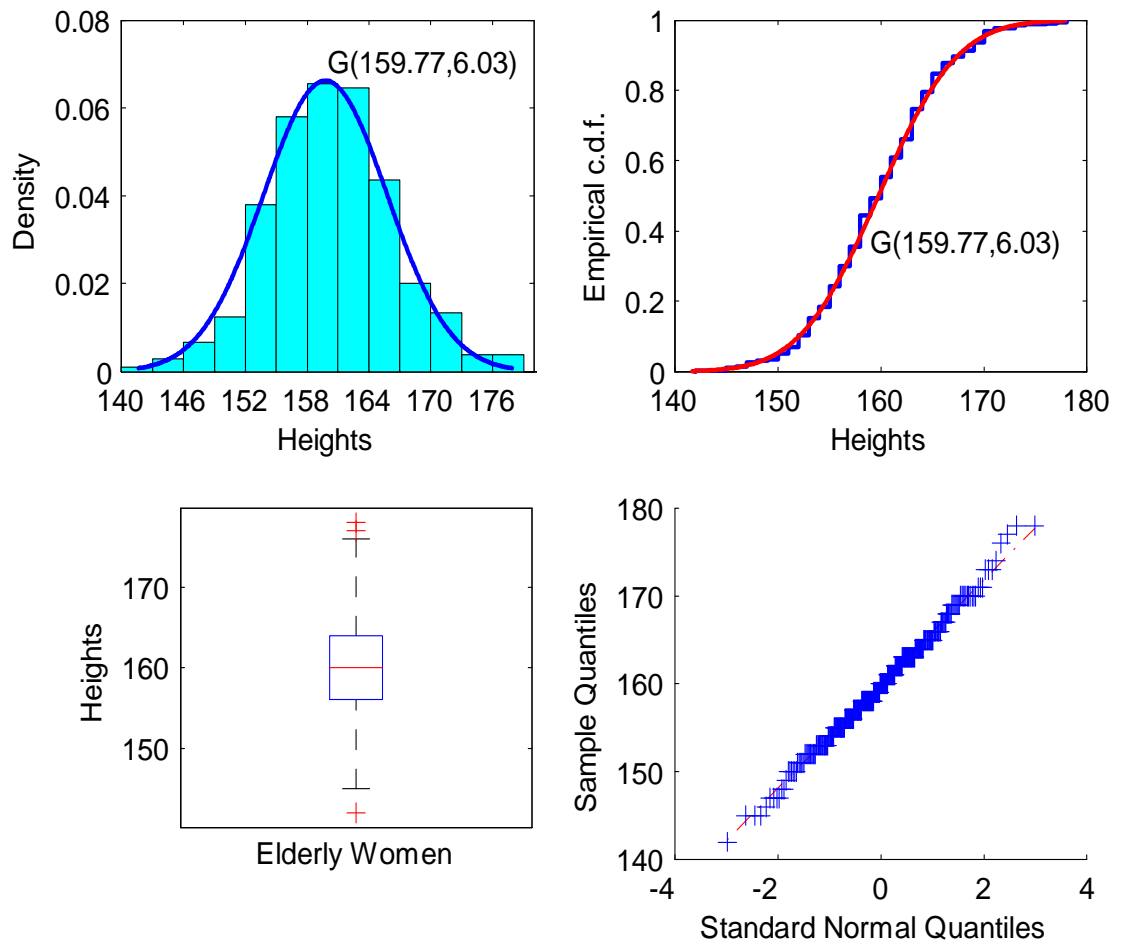 0.08
0.06
0.04
0.02
0
Density
G(159.77,6.03)
140 146 152 158 164 170 176
Heights
1
0.8
0.6
0.4
0.2
0
Empirical c.d.f.
G(159.77,6.03)
140 150 160 170 180
Heights
170
160
150
Heights
Elderly Women
180
170
160
150
140
Sample Quantiles
-4 -2 0 2 4
Standard Normal Quantiles